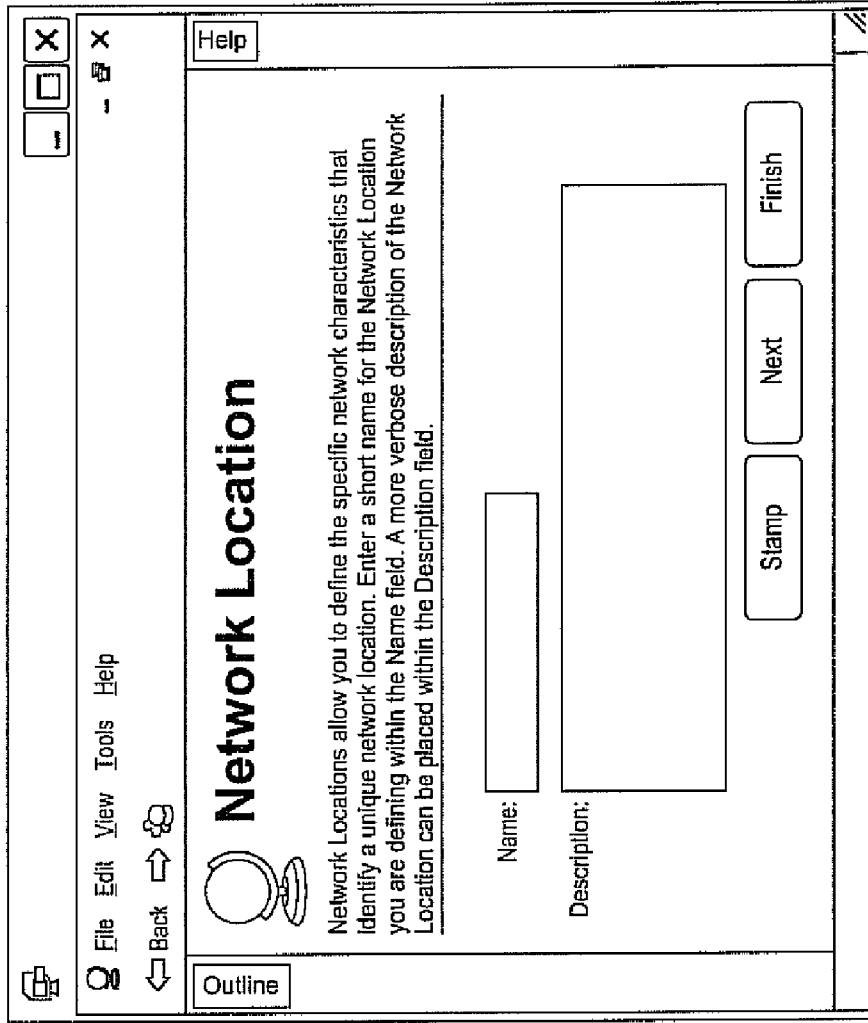 File Edit View Tools Help
Back
Outline
Help
Network Location
Network Locations allow you to define the specific network characteristics that
identify a unique network location. Enter a short name for the Network Location
you are defining within the Name field. A more verbose description of the Network
Location can be placed within the Description field.
Name:
Description:
Stamp Next Finish